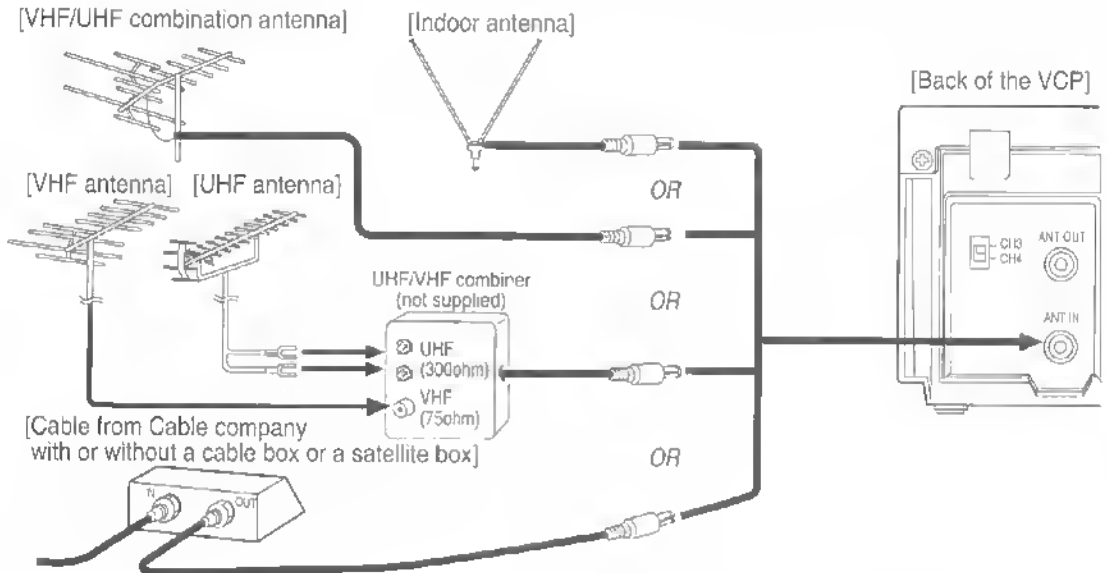 [VHF/UHF combination antenna]
[Indoor antenna]
[Back of the VCP]
OR
[VHF antenna] [UHF antenna]
CH3
CH4
ANT OUT
UHF/VHF combiner
(not supplied)
OR
ANT IN
UHF
(300ohm)
VHF
(75ohm)
[Cable from Cable company
with or without a cable box or a satellite box]
OR
IN
OUT